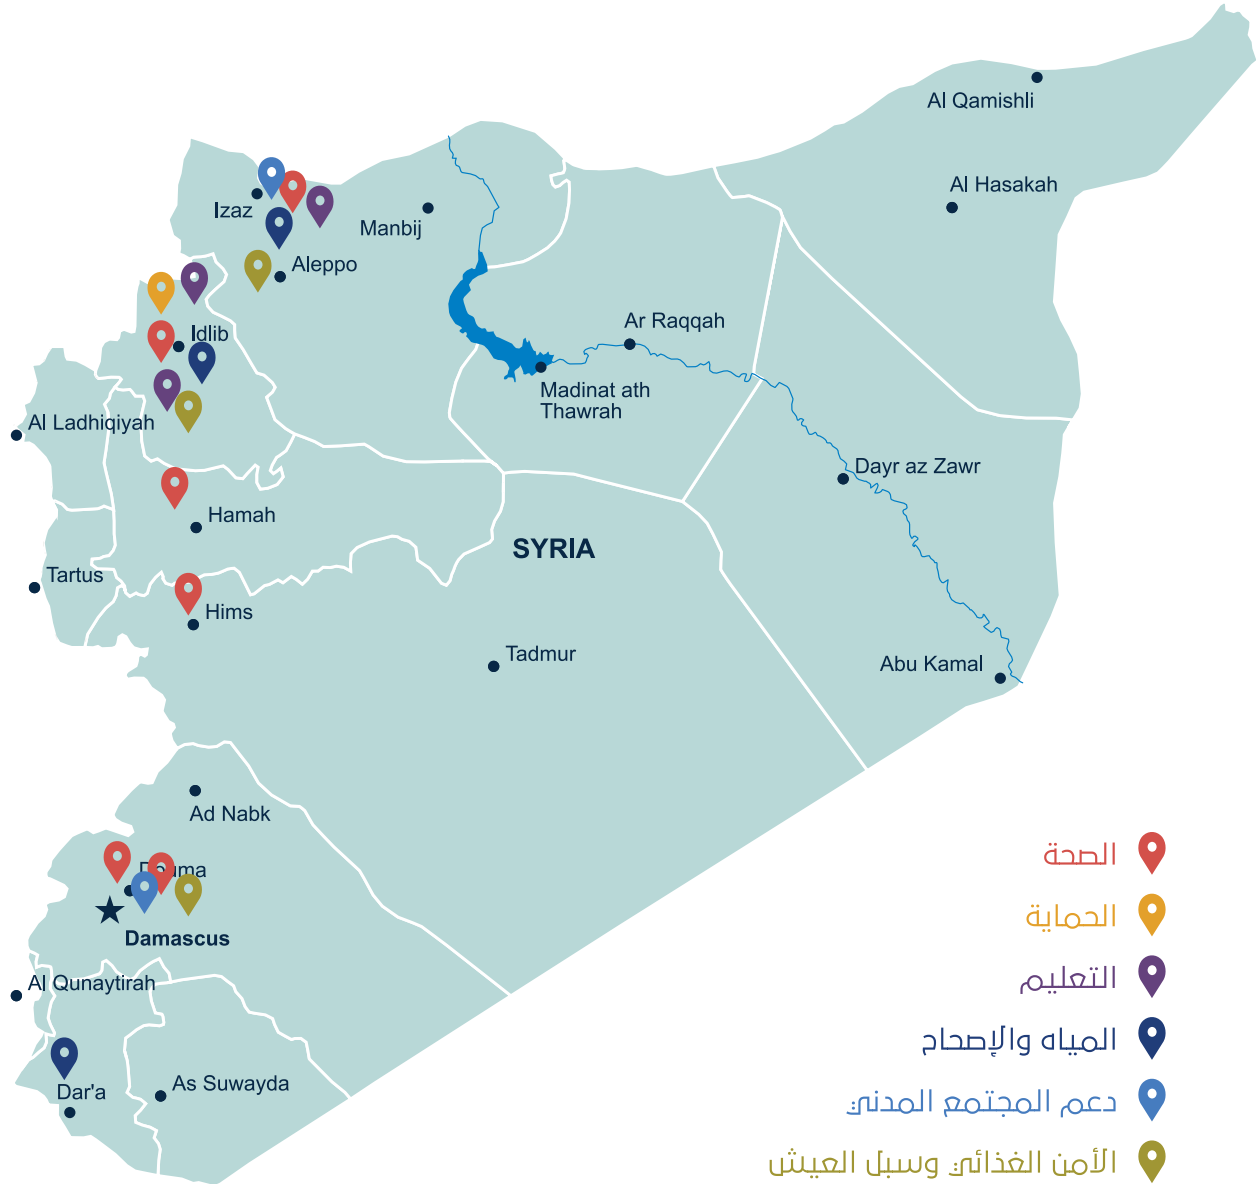 Al Qamishli
Al Hasakah
Izaz
Manbij
Aleppo
Idlib
Ar Raqqah
Madinat ath
Thawrah
Al Ladhiqiyah
Dayr az Zawr
Hamah
SYRIA
Tartus
Hims
Tadmur
Abu Kamal
Ad Nabk
Douma
Damascus
Al Qunaytirah
Dar'a
As Suwayda
الصحة
الحماية
التعليم
المياه والإصحاح
دعم المجتمع المدني
الأمن الغذائي وسبل العيش